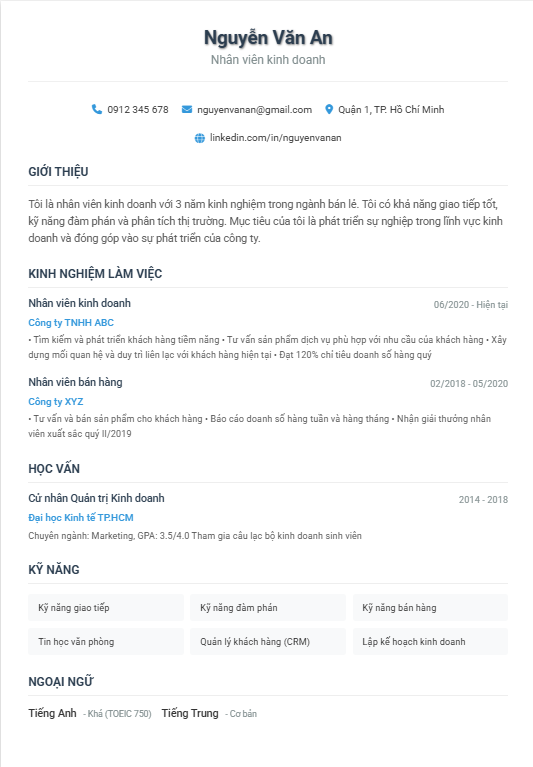 Nguyễn Văn An
Nhân viên kinh doanh
0912 345 678 nguyenvanan@gmail.com Quận 1, TP. Hồ Chí Minh
linkedin.com/in/nguyenvanan
GIỚI THIỆU
Tôi là nhân viên kinh doanh với 3 năm kinh nghiệm trong ngành bán lẻ. Tôi có khả năng giao tiếp tốt,
kỹ năng đàm phán và phân tích thị trường. Mục tiêu của tôi là phát triển sự nghiệp trong lĩnh vực kinh
doanh và đóng góp vào sự phát triển của công ty.
KINH NGHIỆM LÀM VIỆC
Nhân viên kinh doanh 06/2020 - Hiện tại
Công ty TNHH ABC
• Tìm kiếm và phát triển khách hàng tiềm năng • Tư vấn sản phẩm dịch vụ phù hợp với nhu cầu của khách hàng • Xây
dựng mối quan hệ và duy trì liên lạc với khách hàng hiện tại • Đạt 120% chỉ tiêu doanh số hàng quý
Nhân viên bán hàng 02/2018 - 05/2020
Công ty XYZ
• Tư vấn và bán sản phẩm cho khách hàng • Báo cáo doanh số hàng tuần và hàng tháng • Nhận giải thưởng nhân
viên xuất sắc quý II/2019
HỌC VẤN
Cử nhân Quản trị Kinh doanh 2014 - 2018
Đại học Kinh tế TP.HCM
Chuyên ngành: Marketing, GPA: 3.5/4.0 Tham gia câu lạc bộ kinh doanh sinh viên
KỸ NĂNG
Kỹ năng giao tiếp Kỹ năng đàm phán Kỹ năng bán hàng
Tin học văn phòng Quản lý khách hàng (CRM) Lập kế hoạch kinh doanh
NGOẠI NGỮ
Tiếng Anh - Khá (TOEIC 750) Tiếng Trung - Cơ bản